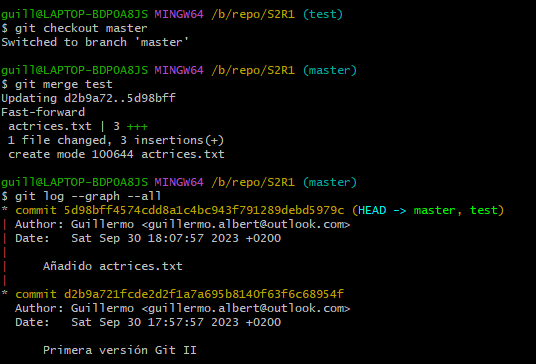 guill@LAPTOP-BDP0A8JS MINGW64 /b/repo/S2R1 (test)
$ git checkout master
Switched to branch 'master'
guill@LAPTOP-BDP0A8JS MINGW64 /b/repo/S2R1 (master)
$ git merge test
Updating d2b9a72..5d98bff
Fast-forward
 actrices.txt | 3 +++
 1 file changed, 3 insertions(+)
 create mode 100644 actrices.txt
guill@LAPTOP-BDP0A8JS MINGW64 /b/repo/S2R1 (master)
$ git log --graph --all
* commit 5d98bff4574cdd8a1c4bc943f791289debd5979c (HEAD -> master, test)
| Author: Guillermo <guillermo.albert@outlook.com>
| Date:   Sat Sep 30 18:07:57 2023 +0200
|
|     Añadido actrices.txt
|
* commit d2b9a721fcde2d2f1a7a695b8140f63f6c68954f
  Author: Guillermo <guillermo.albert@outlook.com>
  Date:   Sat Sep 30 17:57:57 2023 +0200
      Primera versión Git II